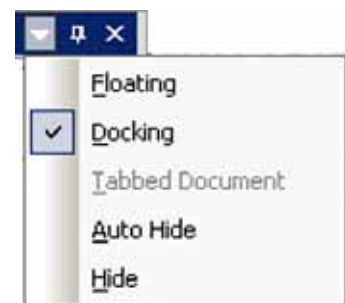 Floating
Docking
Tabbed Document
Auto Hide
Hide